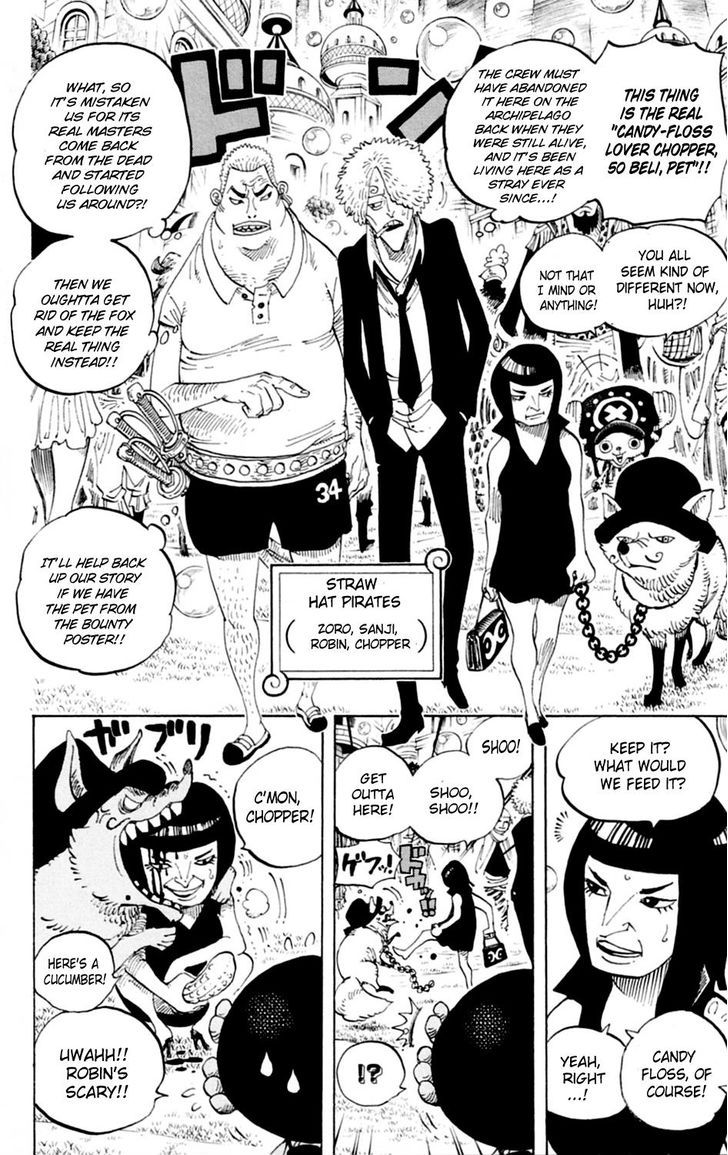 THIS THING
IS THE REAL
"CANDY-FLOSS
LOVER CHOPPER,
50 BELI, PET"!!
THE CREW MUST
HAVE ABANDONED
IT HERE ON THE
ARCHIPELAGO
BACK WHEN THEY
WERE STILL ALIVE,
AND IT'S BEEN
LIVING HERE AS A
STRAY EVER
SINCE...!
WHAT, SO
IT'S MISTAKEN
US FOR ITS
REAL MASTERS
COME BACK
FROM THE DEAD
AND STARTED
FOLLOWING
US AROUND?!
YOU ALL
SEEM KIND OF
DIFFERENT NOW,
HUH?!
NOT THAT
I MIND OR
ANYTHING!
THEN WE
OUGHTTA GET
RID OF THE FOX
AND KEEP THE
REAL THING
INSTEAD!!
IT'LL HELP BACK
UP OUR STORY
IF WE HAVE
THE PET FROM
THE BOUNTY
POSTER!!
ド
ン
34
STRAW
HAT PIRATES
(ZORO, SANJI,
ROBIN, CHOPPER)
KEEP IT?
WHAT WOULD
WE FEED IT?
CANDY
FLOSS, OF
COURSE!
YEAH,
RIGHT
...!
SHOO!
SHOO,
SHOO!!
GET
OUTTA
HERE!
ドゥ
ゲフッ!
!?
C'MON,
CHOPPER!
ガブリ
HERE'S A
CUCUMBER!
UWAHH!!
ROBIN'S
SCARY!!